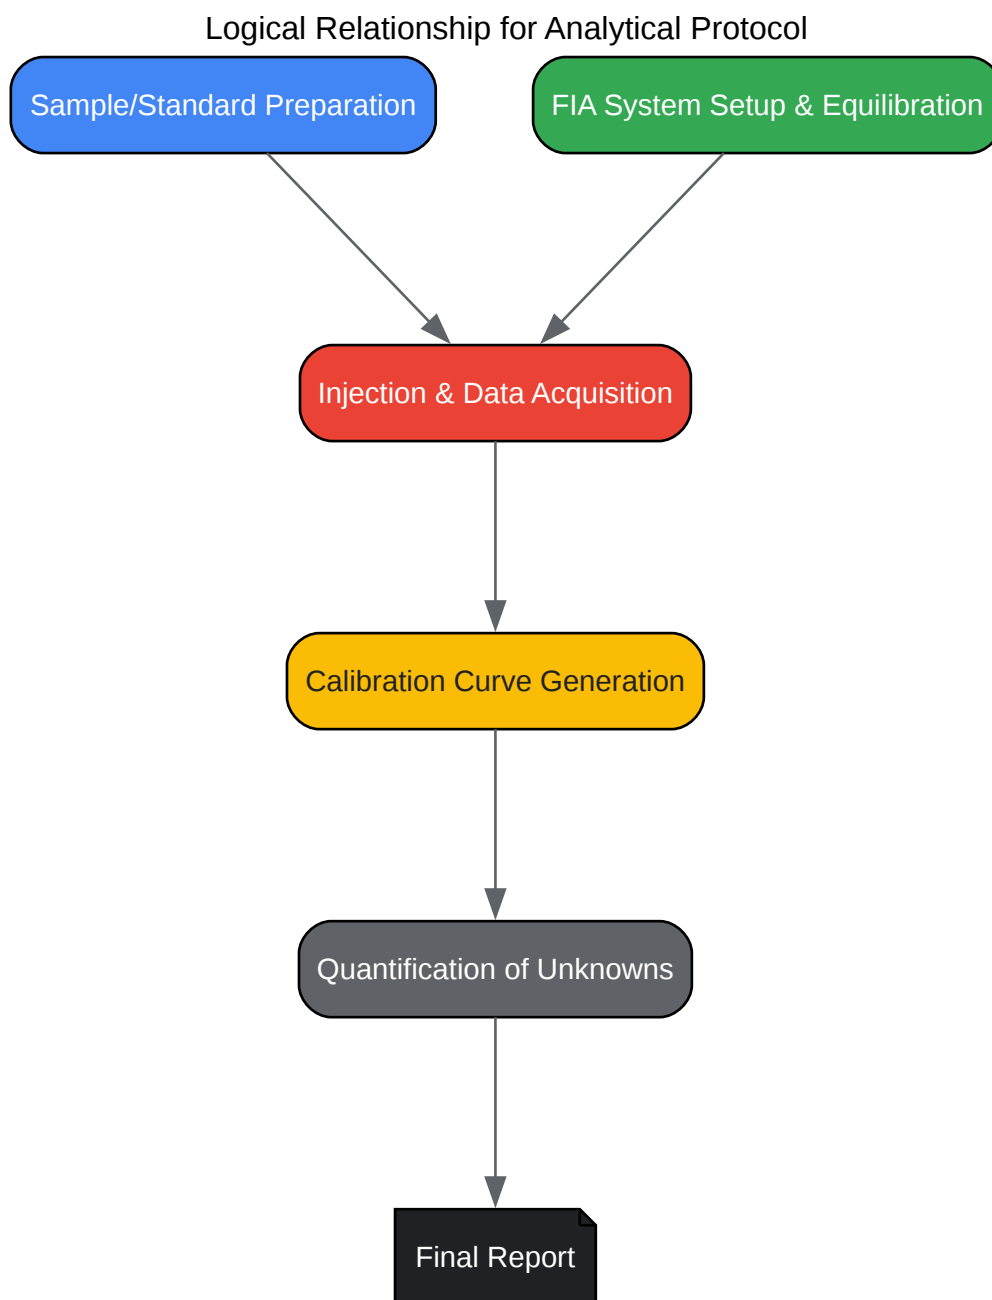 Logical Relationship for Analytical Protocol
Sample/Standard Preparation
FIA System Setup & Equilibration
Injection & Data Acquisition
Calibration Curve Generation
Quantification of Unknowns
Final Report